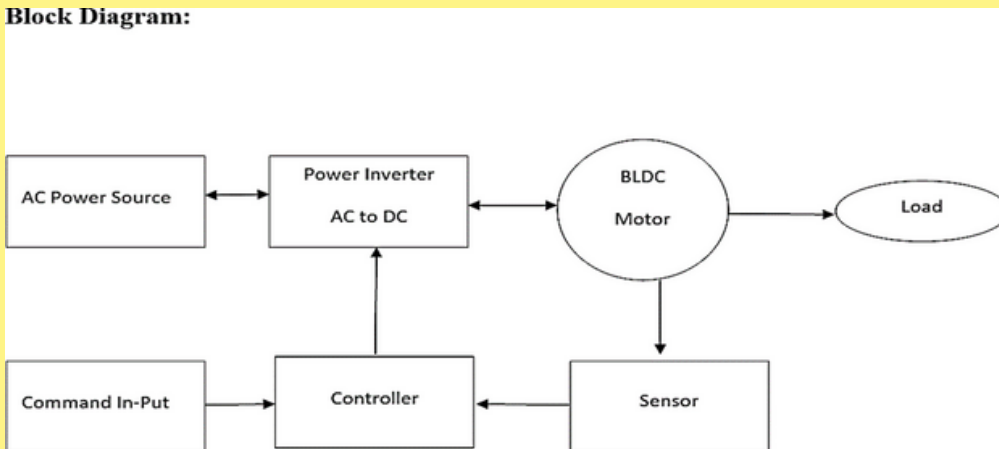 Block Diagram:
AC Power Source
Power Inverter
AC to DC
BLDC
Motor
Load
Command In-Put
Controller
Sensor